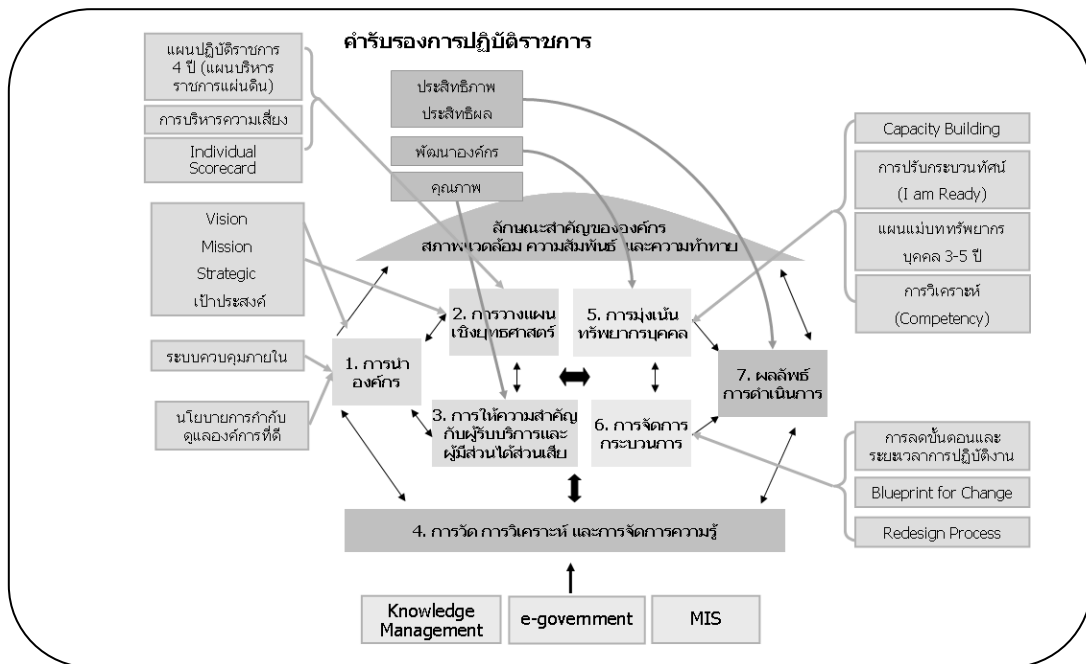 คำรับรองการปฏิบัติราชการ
แผนปฏิบัติราชการ
4 ปี (แผนบริหาร
ราชการแผ่นดิน)
การบริหารความเสี่ยง
Individual
Scorecard
ประสิทธิภาพ
ประสิทธิผล
พัฒนาองค์กร
คุณภาพ
Capacity Building
การปรับกระบวนทัศน์
(I am Ready)
แผนแม่บททรัพยากร
บุคคล 3-5 ปี
การวิเคราะห์
(Competency)
Vision
Mission
Strategic
เป้าประสงค์
ลักษณะสำคัญขององค์กร
สภาพแวดล้อม ความสัมพันธ์ และความท้าทาย
2. การวางแผน
เชิงยุทธศาสตร์
5. การมุ่งเน้น
ทรัพยากรบุคคล
ระบบควบคุมภายใน
1. การนำ
องค์กร
7. ผลลัพธ์
การดำเนินการ
นโยบายการกำกับ
ดูแลองค์การที่ดี
3. การให้ความสำคัญ
กับผู้รับบริการและ
ผู้มีส่วนได้ส่วนเสีย
6. การจัดการ
กระบวนการ
การลดขั้นตอนและ
ระยะเวลาการปฏิบัติงาน
Blueprint for Change
Redesign Process
4. การวัด การวิเคราะห์ และการจัดการความรู้
Knowledge
Management
e-government
MIS